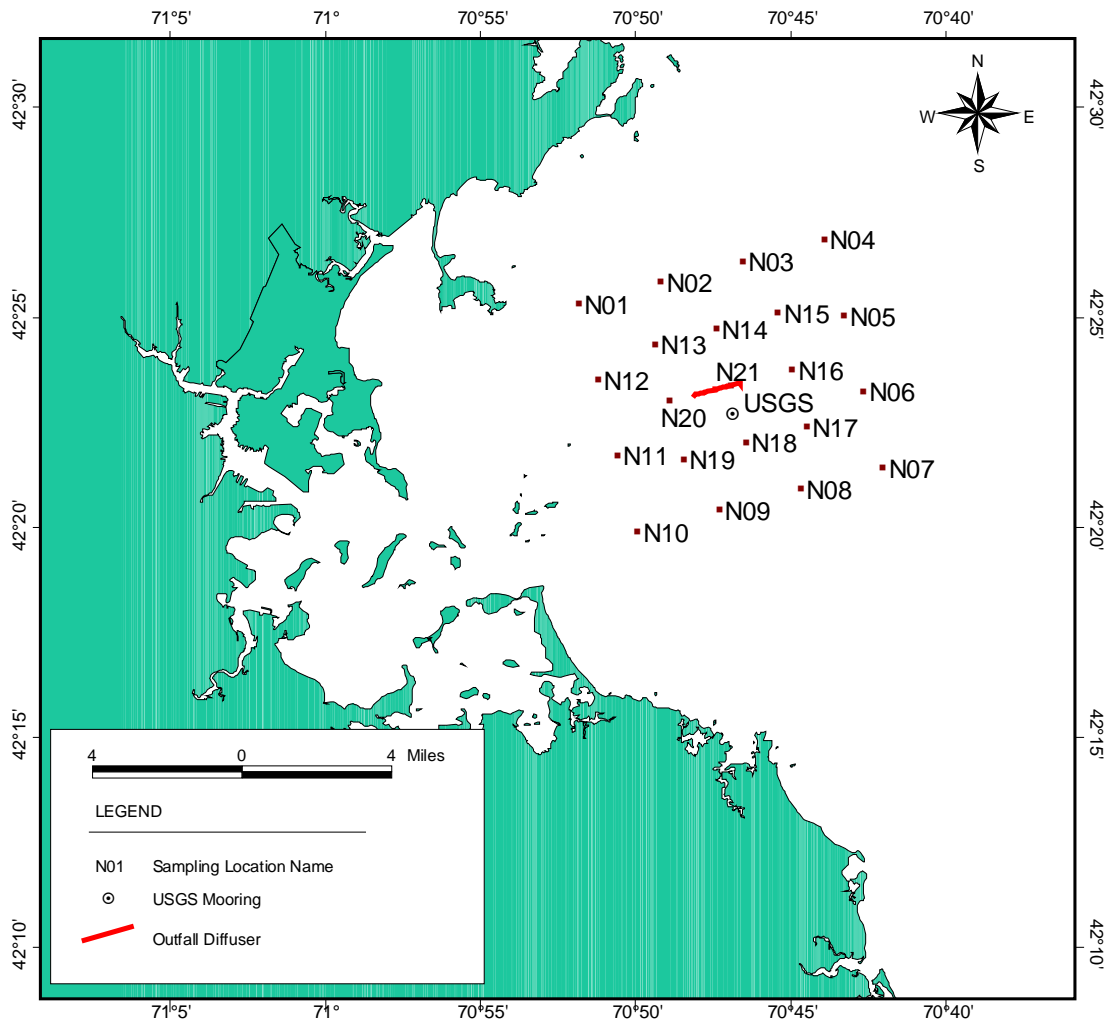 71°5' 71° 70°55' 70°50' 70°45' 70°40'
42°30' 42°30'
N
W E
S
N04
N03
N02
N01 N15 N05
N14
N13
N21 N16
N12 N06
USGS
N20
N17
N18
N11 N19
N07
N08
N09
N10
42°25' 42°25'
42°20' 42°20'
42°15' 42°15'
4 0 4 Miles
LEGEND
N01 Sampling Location Name
USGS Mooring
Outfall Diffuser
42°10' 42°10'
71°5' 71° 70°55' 70°50' 70°45' 70°40'